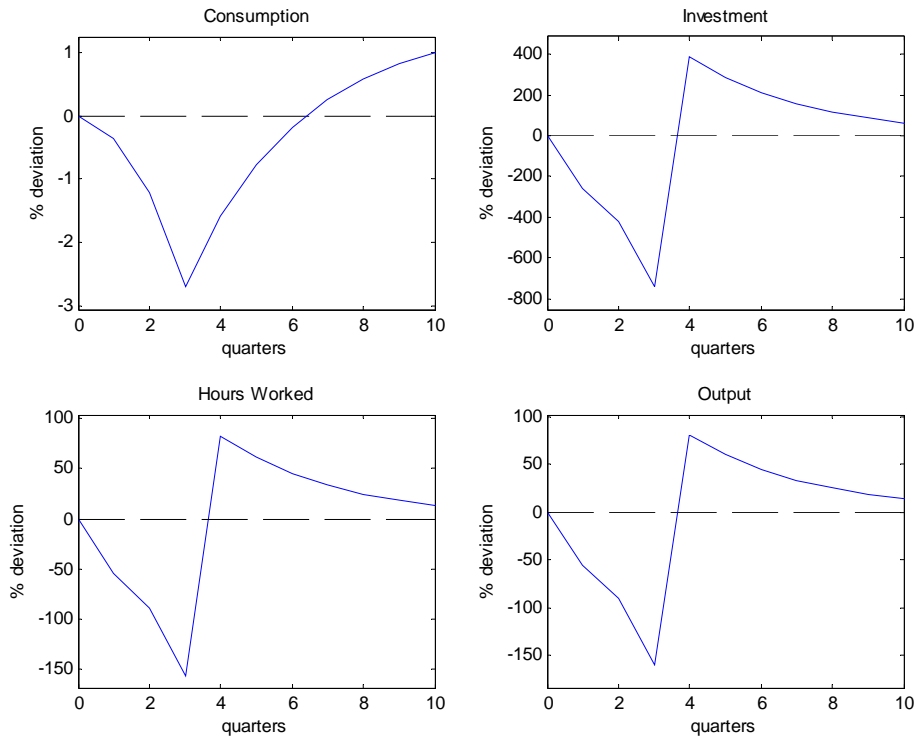 Consumption
1
0
-1
-2
-3
% deviation
0 2 4 6 8 10
quarters
Investment
400
200
0
-200
-400
-600
-800
% deviation
0 2 4 6 8 10
quarters
Hours Worked
100
50
0
-50
-100
-150
% deviation
0 2 4 6 8 10
quarters
Output
100
50
0
-50
-100
-150
% deviation
0 2 4 6 8 10
quarters